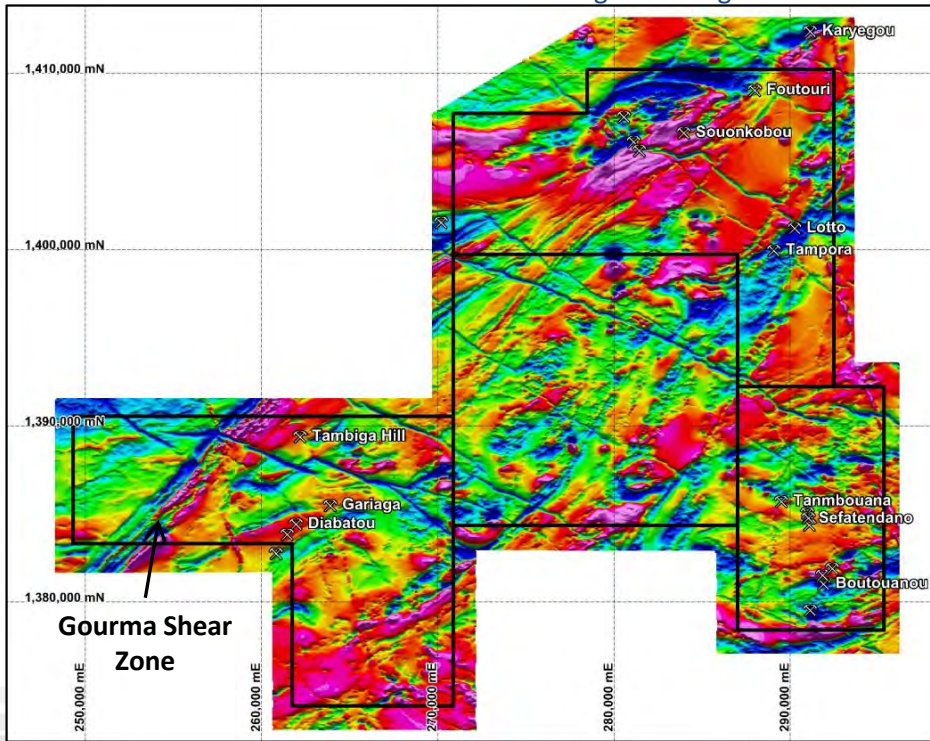 Karyegou
1,410,000 mN
Foutouri
Souonkobou
1,400,000 mN
Lotto
Tampora
1,390,000 mN
Tambiga Hill
Gariaga
Diabatou
Tanmbouana
Sefatendano
Boutouanou
1,380,000 mN
Gourma Shear
Zone
250,000 mE
260,000 mE
270,000 mE
280,000 mE
290,000 mE